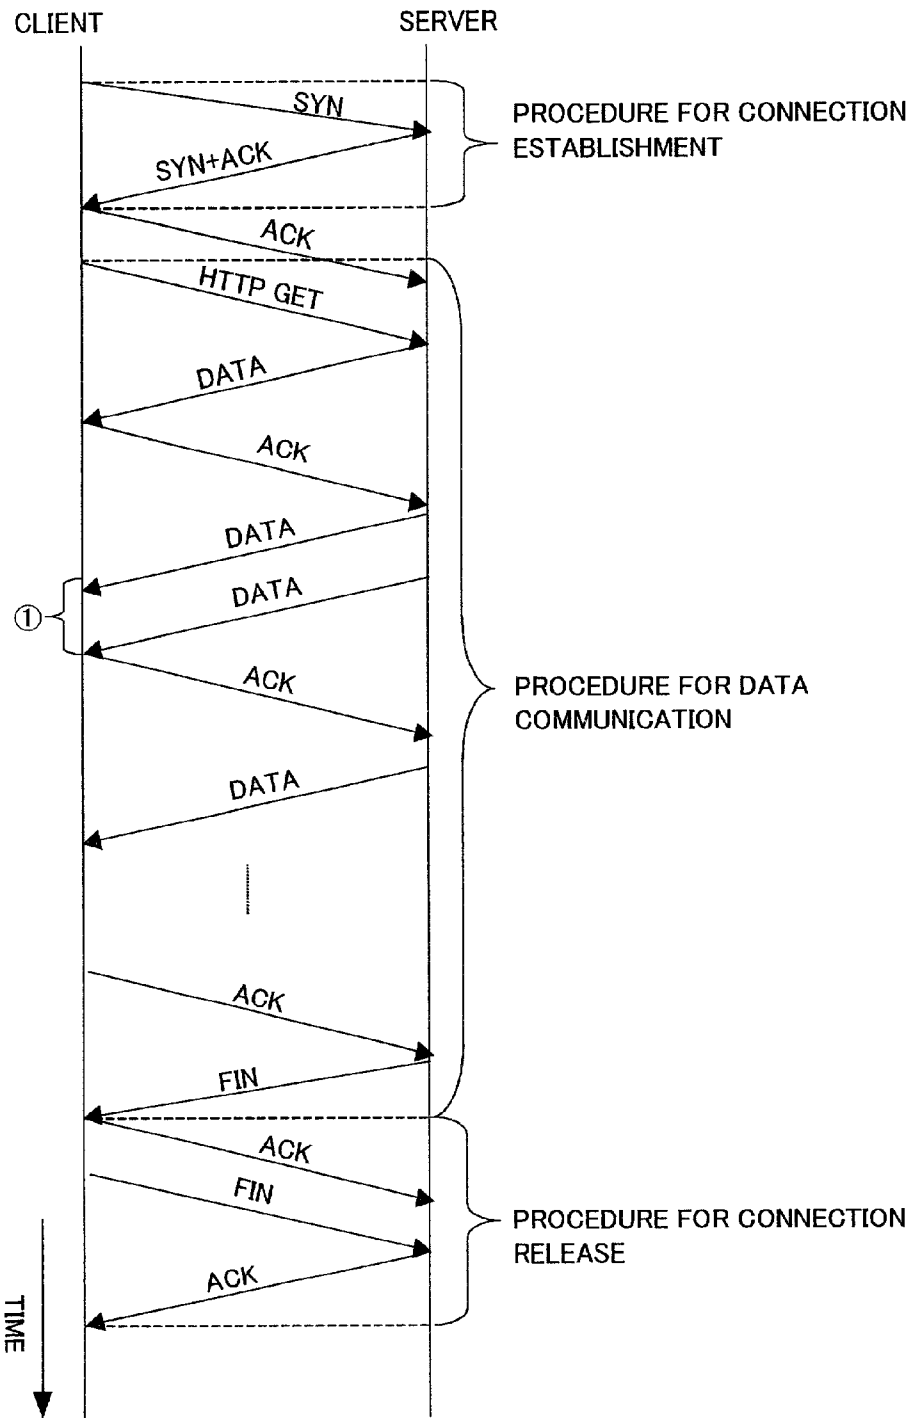 CLIENT
SERVER
SYN
PROCEDURE FOR CONNECTION
ESTABLISHMENT
SYN+ACK
ACK
HTTP GET
DATA
ACK
DATA
DATA
①
ACK
PROCEDURE FOR DATA
COMMUNICATION
DATA
ACK
FIN
ACK
FIN
PROCEDURE FOR CONNECTION
RELEASE
ACK
TIME